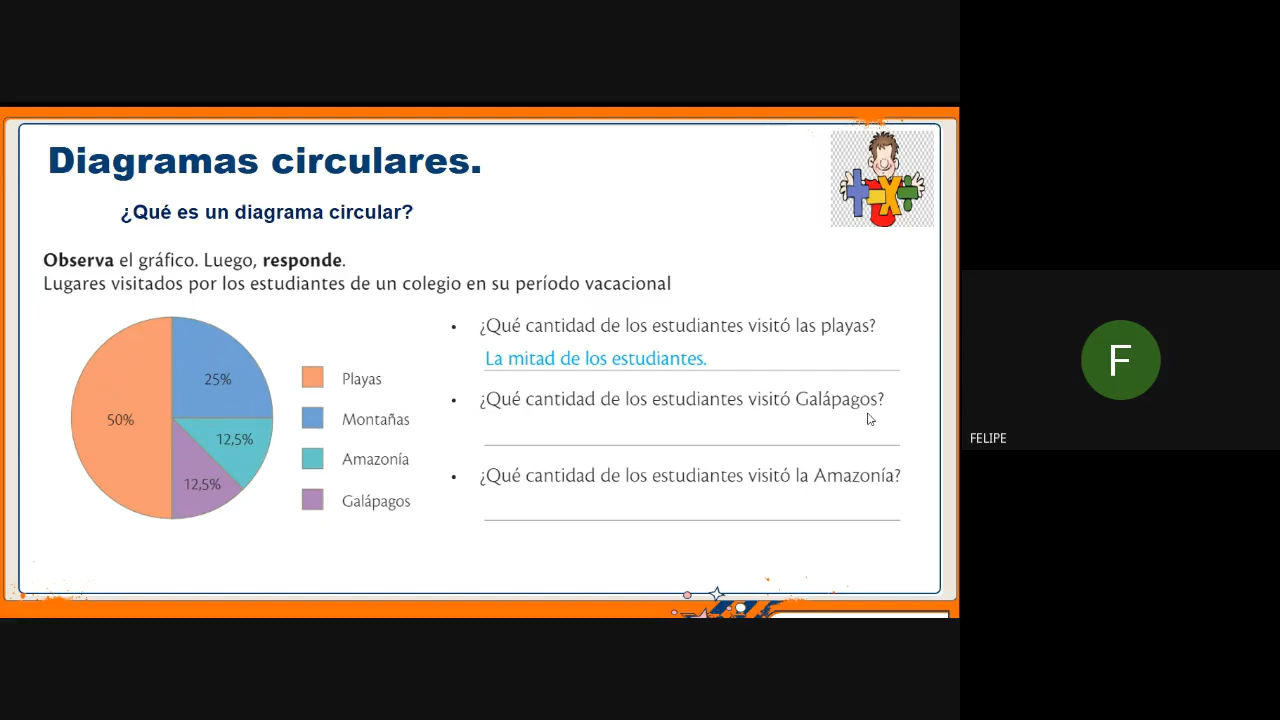 Diagramas circulares.
¿Qué es un diagrama circular?
Observa el gráfico. Luego, responde.
Lugares visitados por los estudiantes de un colegio en su período vacacional
50%
25%
12,5%
12,5%
Playas
Montañas
Amazonía
Galápagos
• ¿Qué cantidad de los estudiantes visitó las playas?
La mitad de los estudiantes.
• ¿Qué cantidad de los estudiantes visitó Galápagos?
• ¿Qué cantidad de los estudiantes visitó la Amazonía?
F
FELIPE